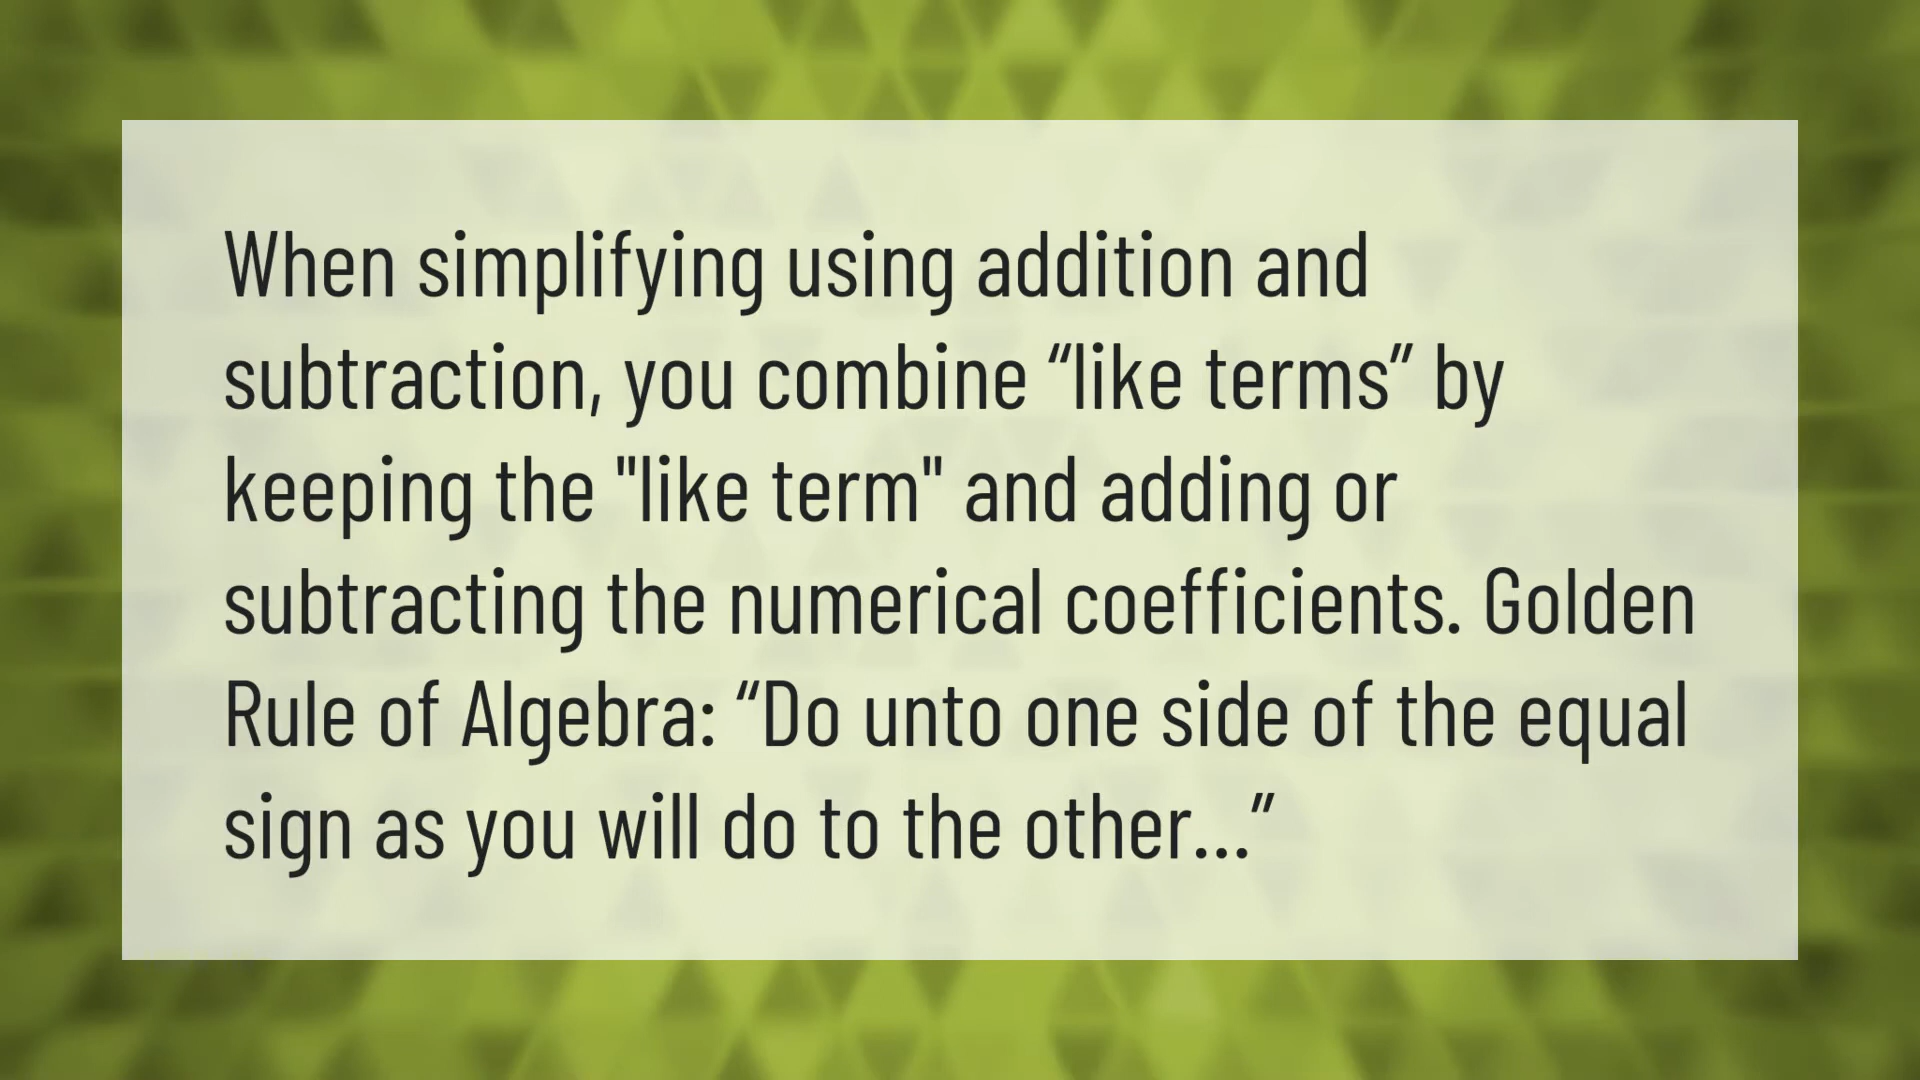 When simplifying using addition and
subtraction, you combine “like terms” by
keeping the "like term" and adding or
subtracting the numerical coefficients. Golden
Rule of Algebra: “Do unto one side of the equal
sign as you will do to the other...”